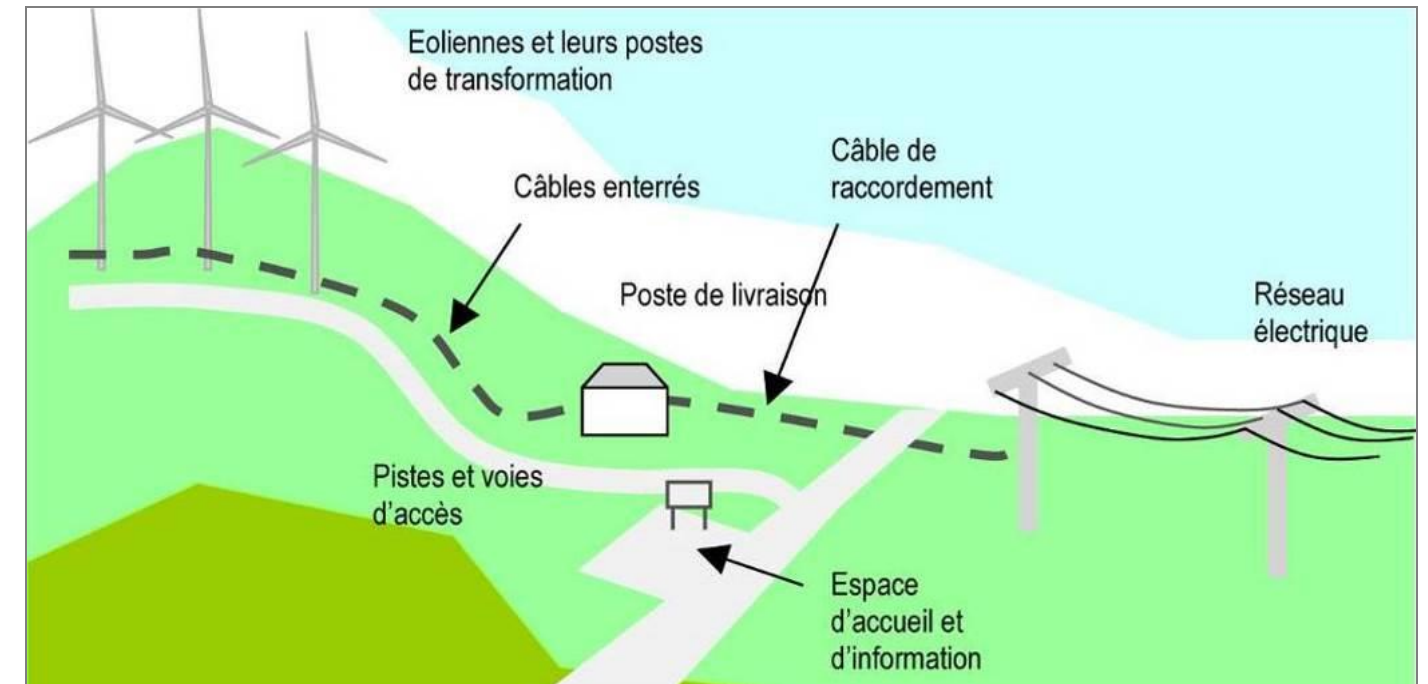 Eoliennes et leurs postes
de transformation
Câble de
raccordement
Câbles enterrés
Poste de livraison
Réseau
électrique
Pistes et voies
d'accès
Espace
d'accueil et
d'information